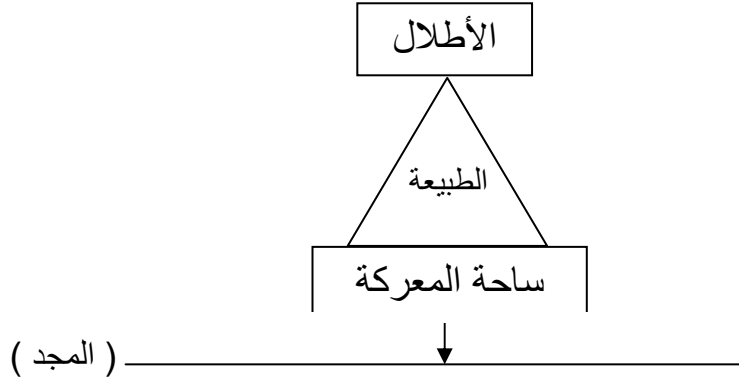 الأطلال
الطبيعة
ساحة المعركة
( المجد )